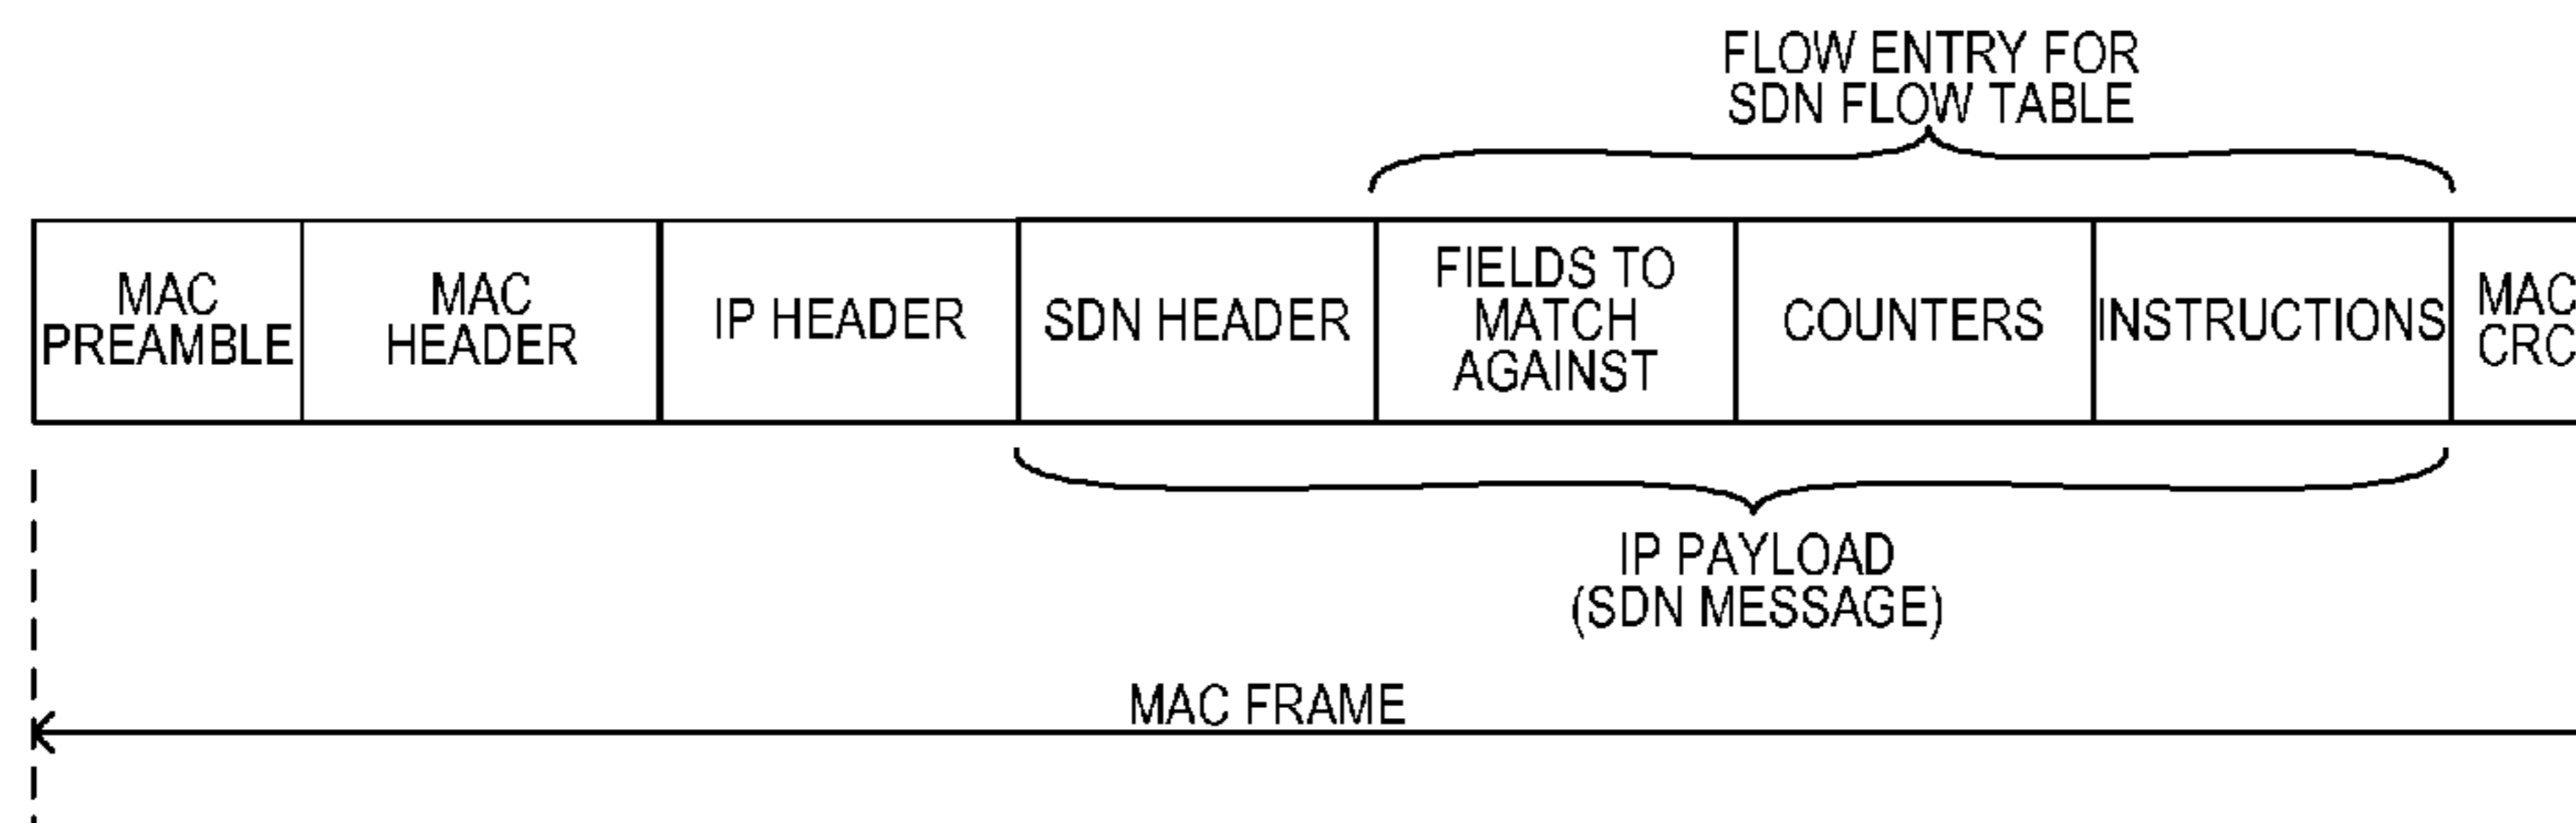 FLOW ENTRY FOR
SDN FLOW TABLE
MAC
PREAMBLE
MAC
HEADER
IP HEADER
SDN HEADER
FIELDS TO
MATCH
AGAINST
COUNTERS
INSTRUCTIONS
MAC
CRC
IP PAYLOAD
(SDN MESSAGE)
MAC FRAME